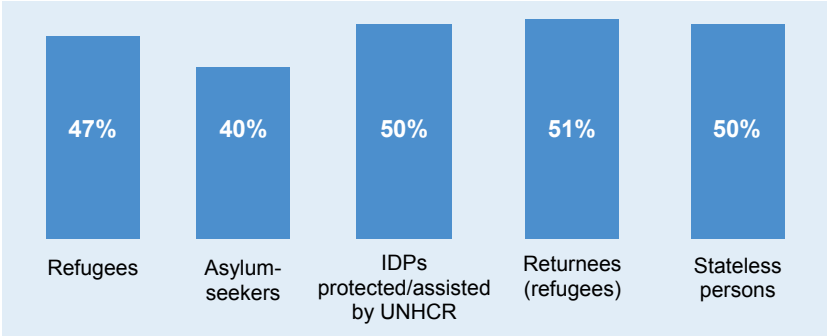 47%
40%
50%
51%
50%
Refugees
Asylum-
seekers
IDPs
protected/assisted
by UNHCR
Returnees
(refugees)
Stateless
persons